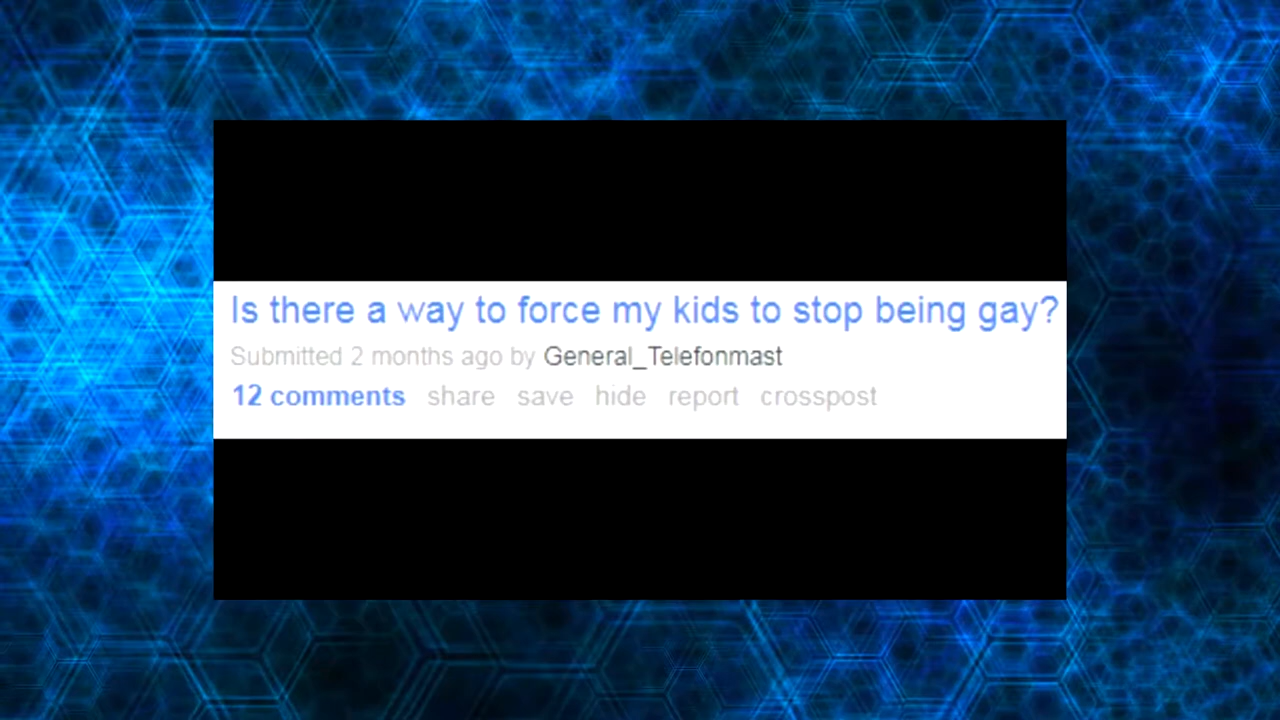 Is there a way to force my kids to stop being gay?
Submitted 2 months ago by General_Telefonmast
12 comments share save hide report crosspost